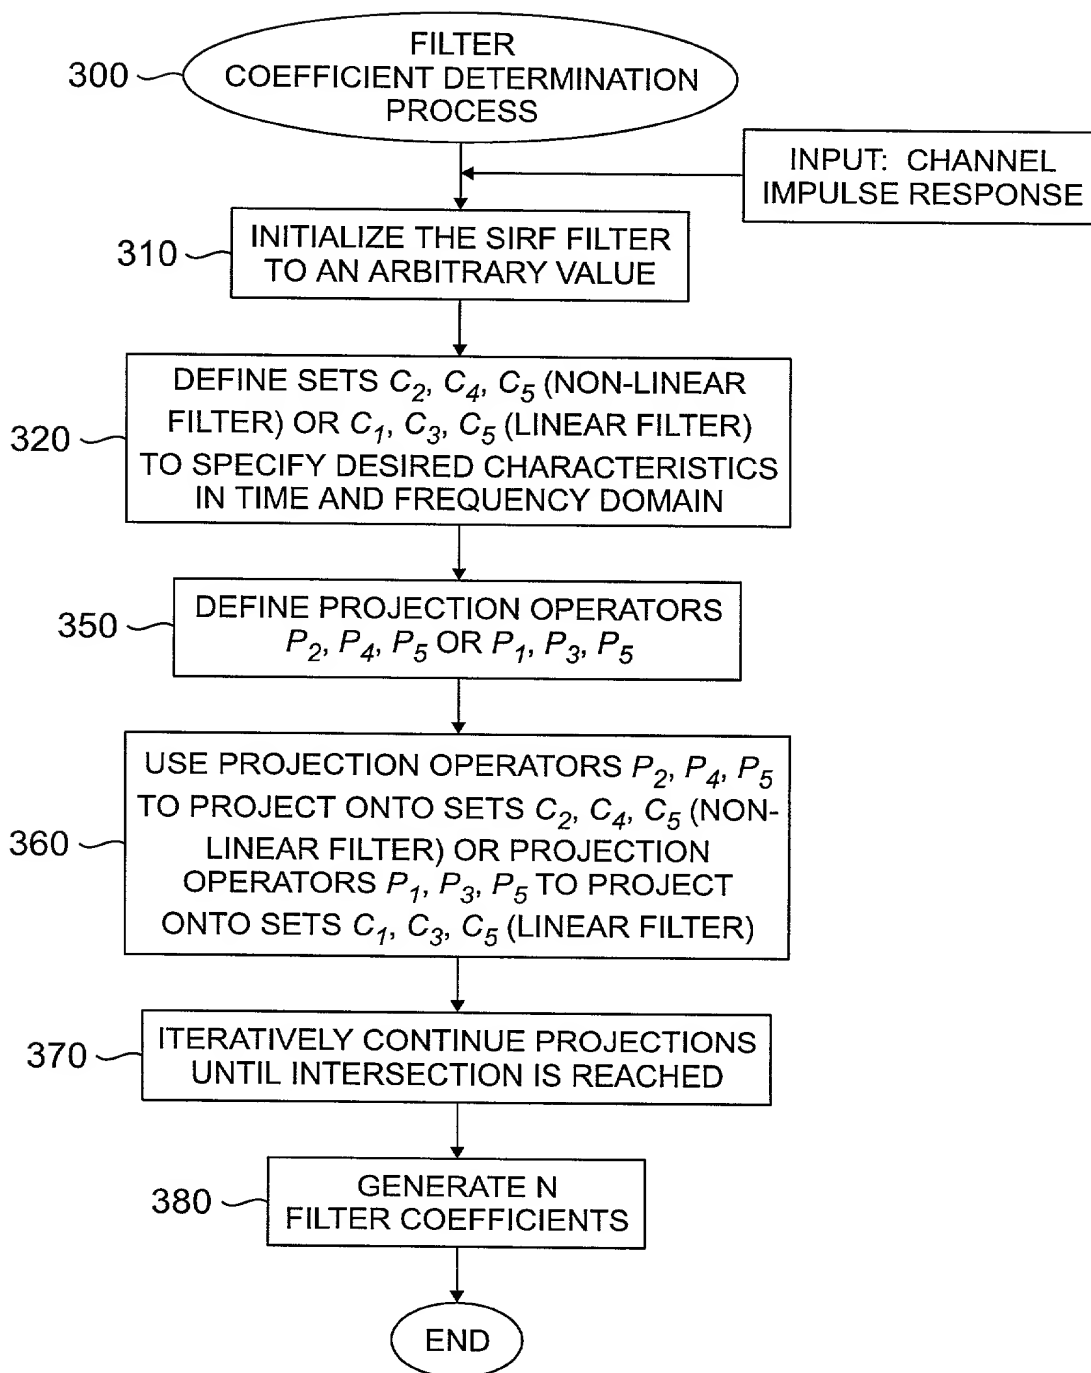 FILTER
COEFFICIENT DETERMINATION
PROCESS
300
INPUT: CHANNEL
IMPULSE RESPONSE
310
INITIALIZE THE SIRF FILTER
TO AN ARBITRARY VALUE
320
DEFINE SETS C2, C4, C5 (NON-LINEAR
FILTER) OR C1, C3, C5 (LINEAR FILTER)
TO SPECIFY DESIRED CHARACTERISTICS
IN TIME AND FREQUENCY DOMAIN
350
DEFINE PROJECTION OPERATORS
P2, P4, P5 OR P1, P3, P5
360
USE PROJECTION OPERATORS P2, P4, P5
TO PROJECT ONTO SETS C2, C4, C5 (NON-
LINEAR FILTER) OR PROJECTION
OPERATORS P1, P3, P5 TO PROJECT
ONTO SETS C1, C3, C5 (LINEAR FILTER)
370
ITERATIVELY CONTINUE PROJECTIONS
UNTIL INTERSECTION IS REACHED
380
GENERATE N
FILTER COEFFICIENTS
END